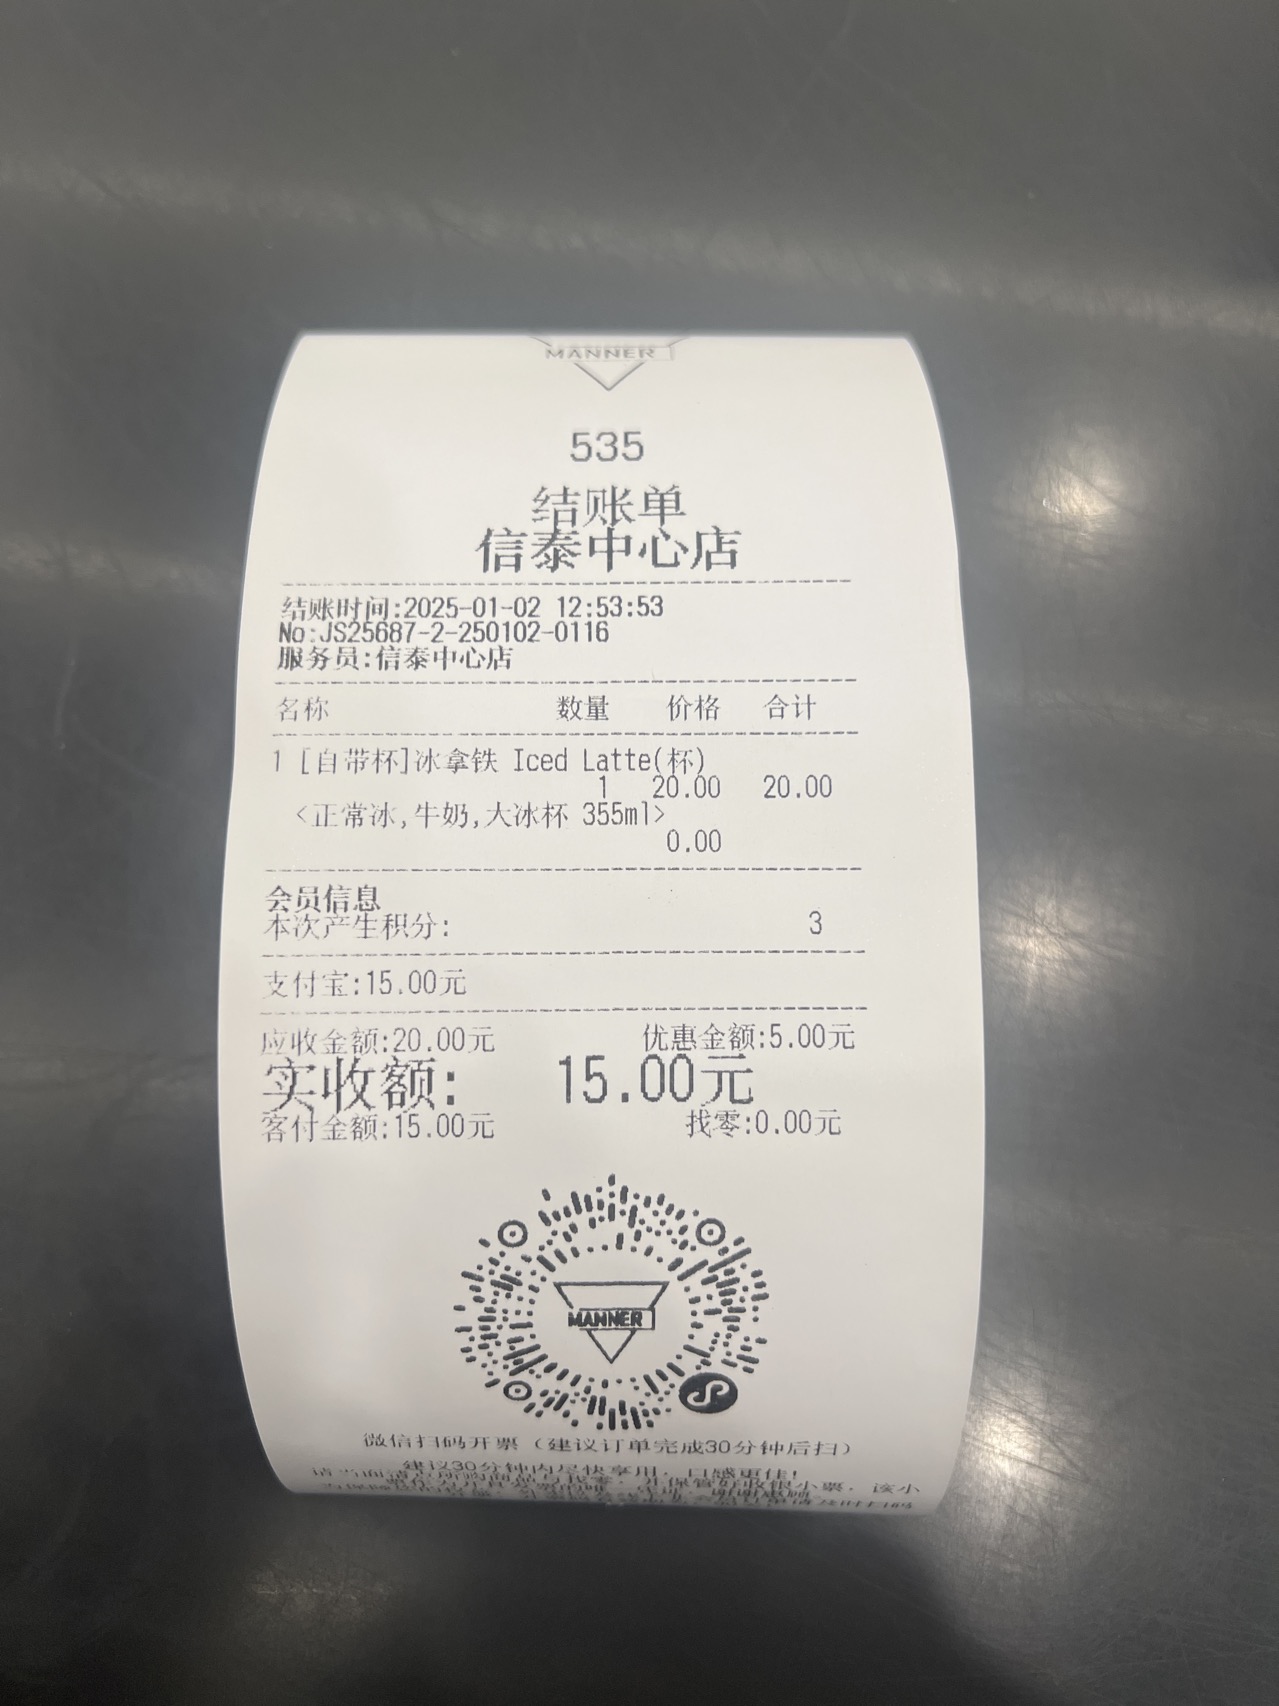 MANNER
535
结账单
信泰中心店
结账时间:2025-01-02 12:53:53
No:JS25687-2-250102-0116
服务员:信泰中心店
名称 数量 价格 合计
1 [自带杯]冰拿铁 Iced Latte(杯)
1 20.00 20.00
<正常冰,牛奶,大冰杯 355ml>
0.00
会员信息
本次产生积分: 3
支付宝:15.00元
应收金额:20.00元 优惠金额:5.00元
实收额: 15.00元
客付金额:15.00元 找零:0.00元
MANNER
微信扫码开票（建议订单完成30分钟后扫）
建议30分钟内尽快享用，口感更佳!